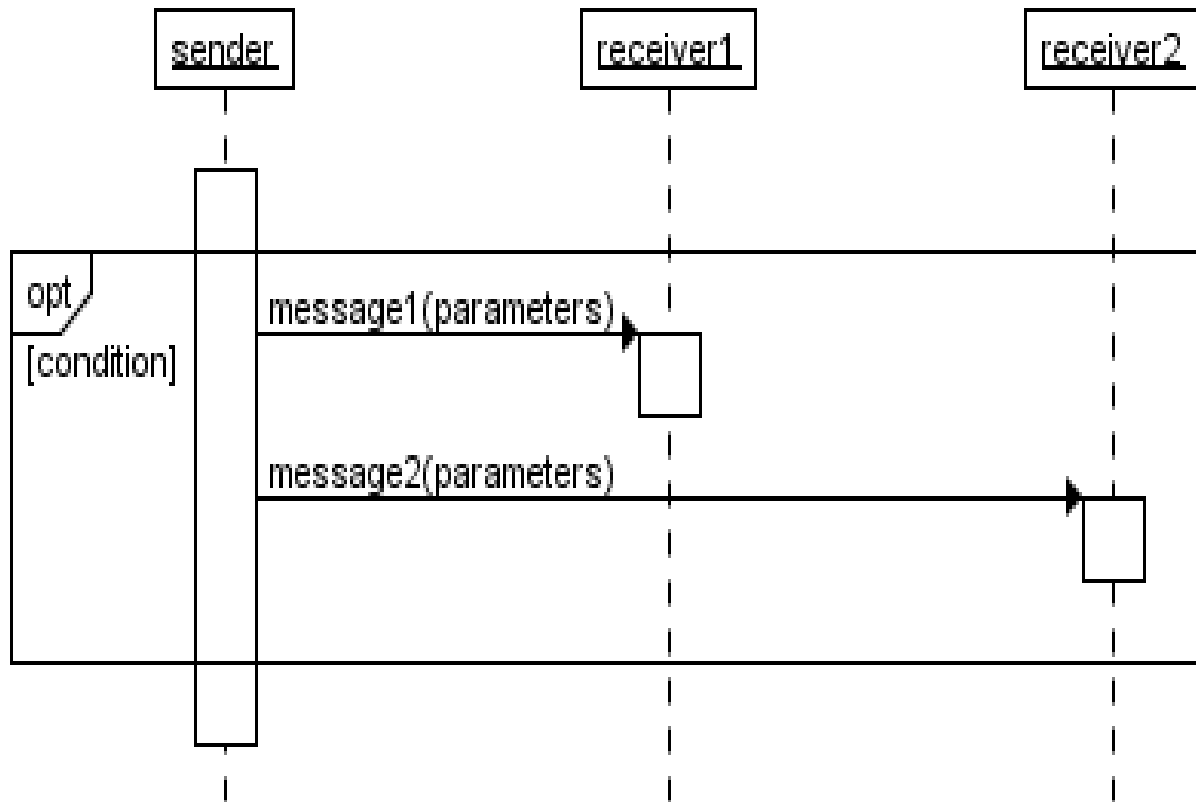 sender
receiver1
receiver2
opt
message1(parameters)
[condition]
message2(parameters)